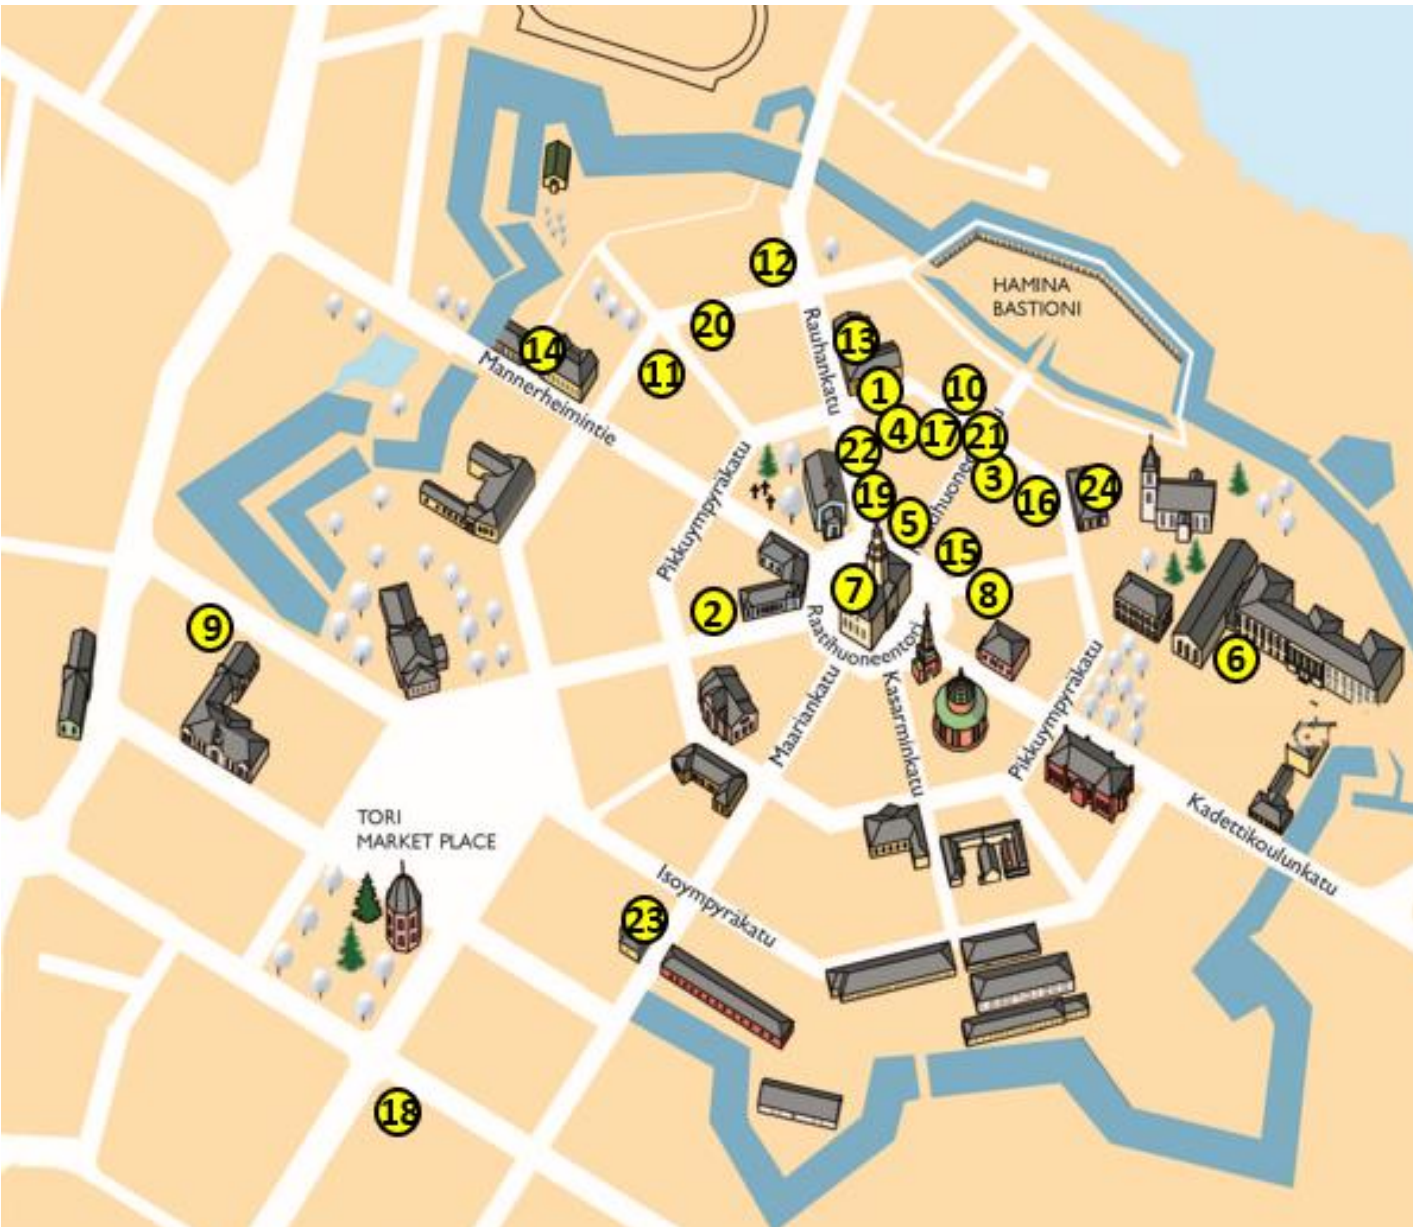 12
HAMINA
BASTIONI
20
Rauhankatu
13
14
11
Mannerheimintie
1
10
4
17
21
22
3
24
19
16
5
Pikkuympyräkatu
15
7
8
2
9
Raatihuoneentori
6
Maariankatu
Kasarminkatu
Pikkuympyräkatu
TORI
MARKET PLACE
Kadettikoulunkatu
Isoympyräkatu
23
18